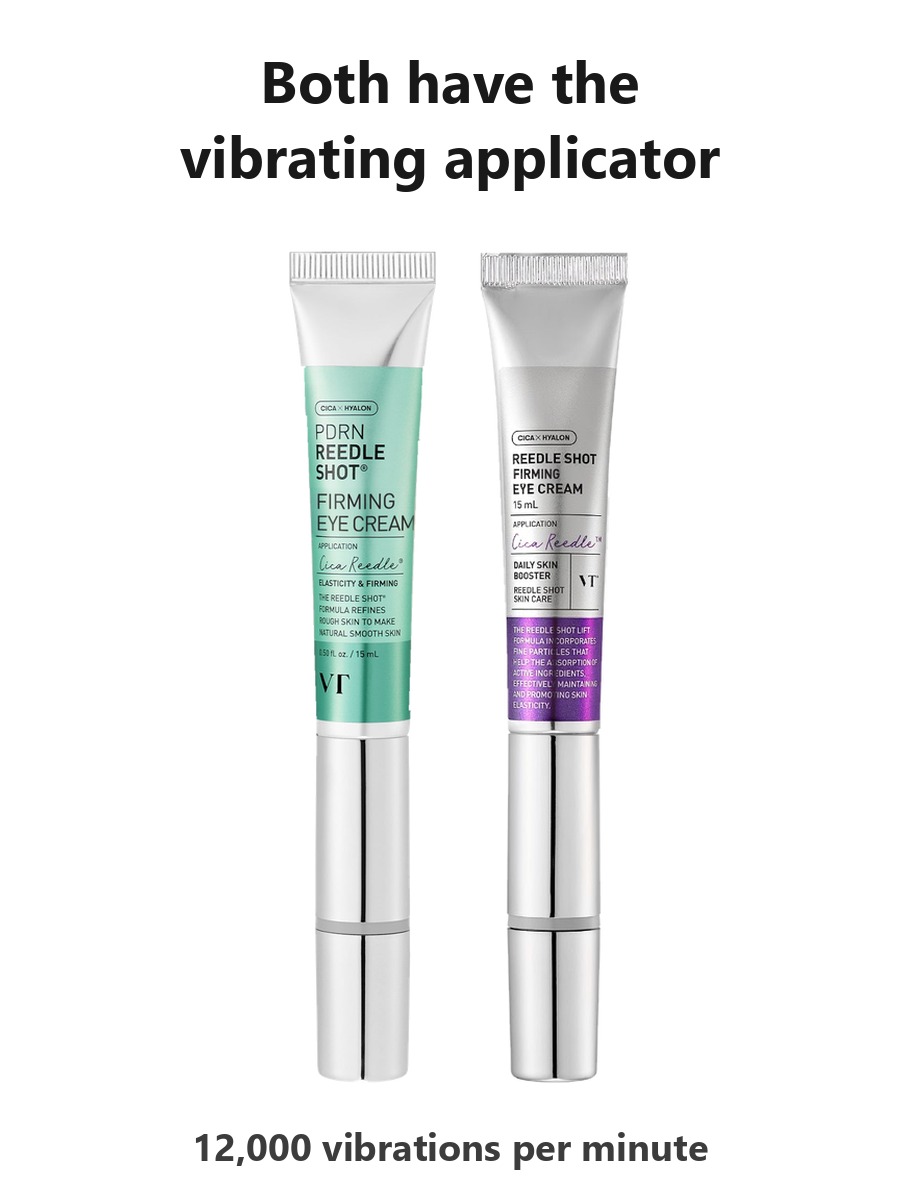 Both have the
vibrating applicator
CICA × HYALON
PDRN
REEDLE
SHOT®
FIRMING
EYE CREAM
APPLICATION
Cica Reedle®
ELASTICITY & FIRMING
THE REEDLE SHOT®
FORMULA REFINES
ROUGH SKIN TO MAKE
NATURAL SMOOTH SKIN
0.50 fl. oz. / 15 mL
VT
CICA × HYALON
REEDLE SHOT
FIRMING
EYE CREAM
15 mL
APPLICATION
Cica Reedle™
DAILY SKIN
BOOSTER
REEDLE SHOT
SKIN CARE
VT
THE REEDLE SHOT LIFT
FORMULA INCORPORATES
FINE PARTICLES THAT
HELP THE ABSORPTION OF
ACTIVE INGREDIENTS,
EFFECTIVELY MAINTAINING
AND PROMOTING SKIN
ELASTICITY.
12,000 vibrations per minute